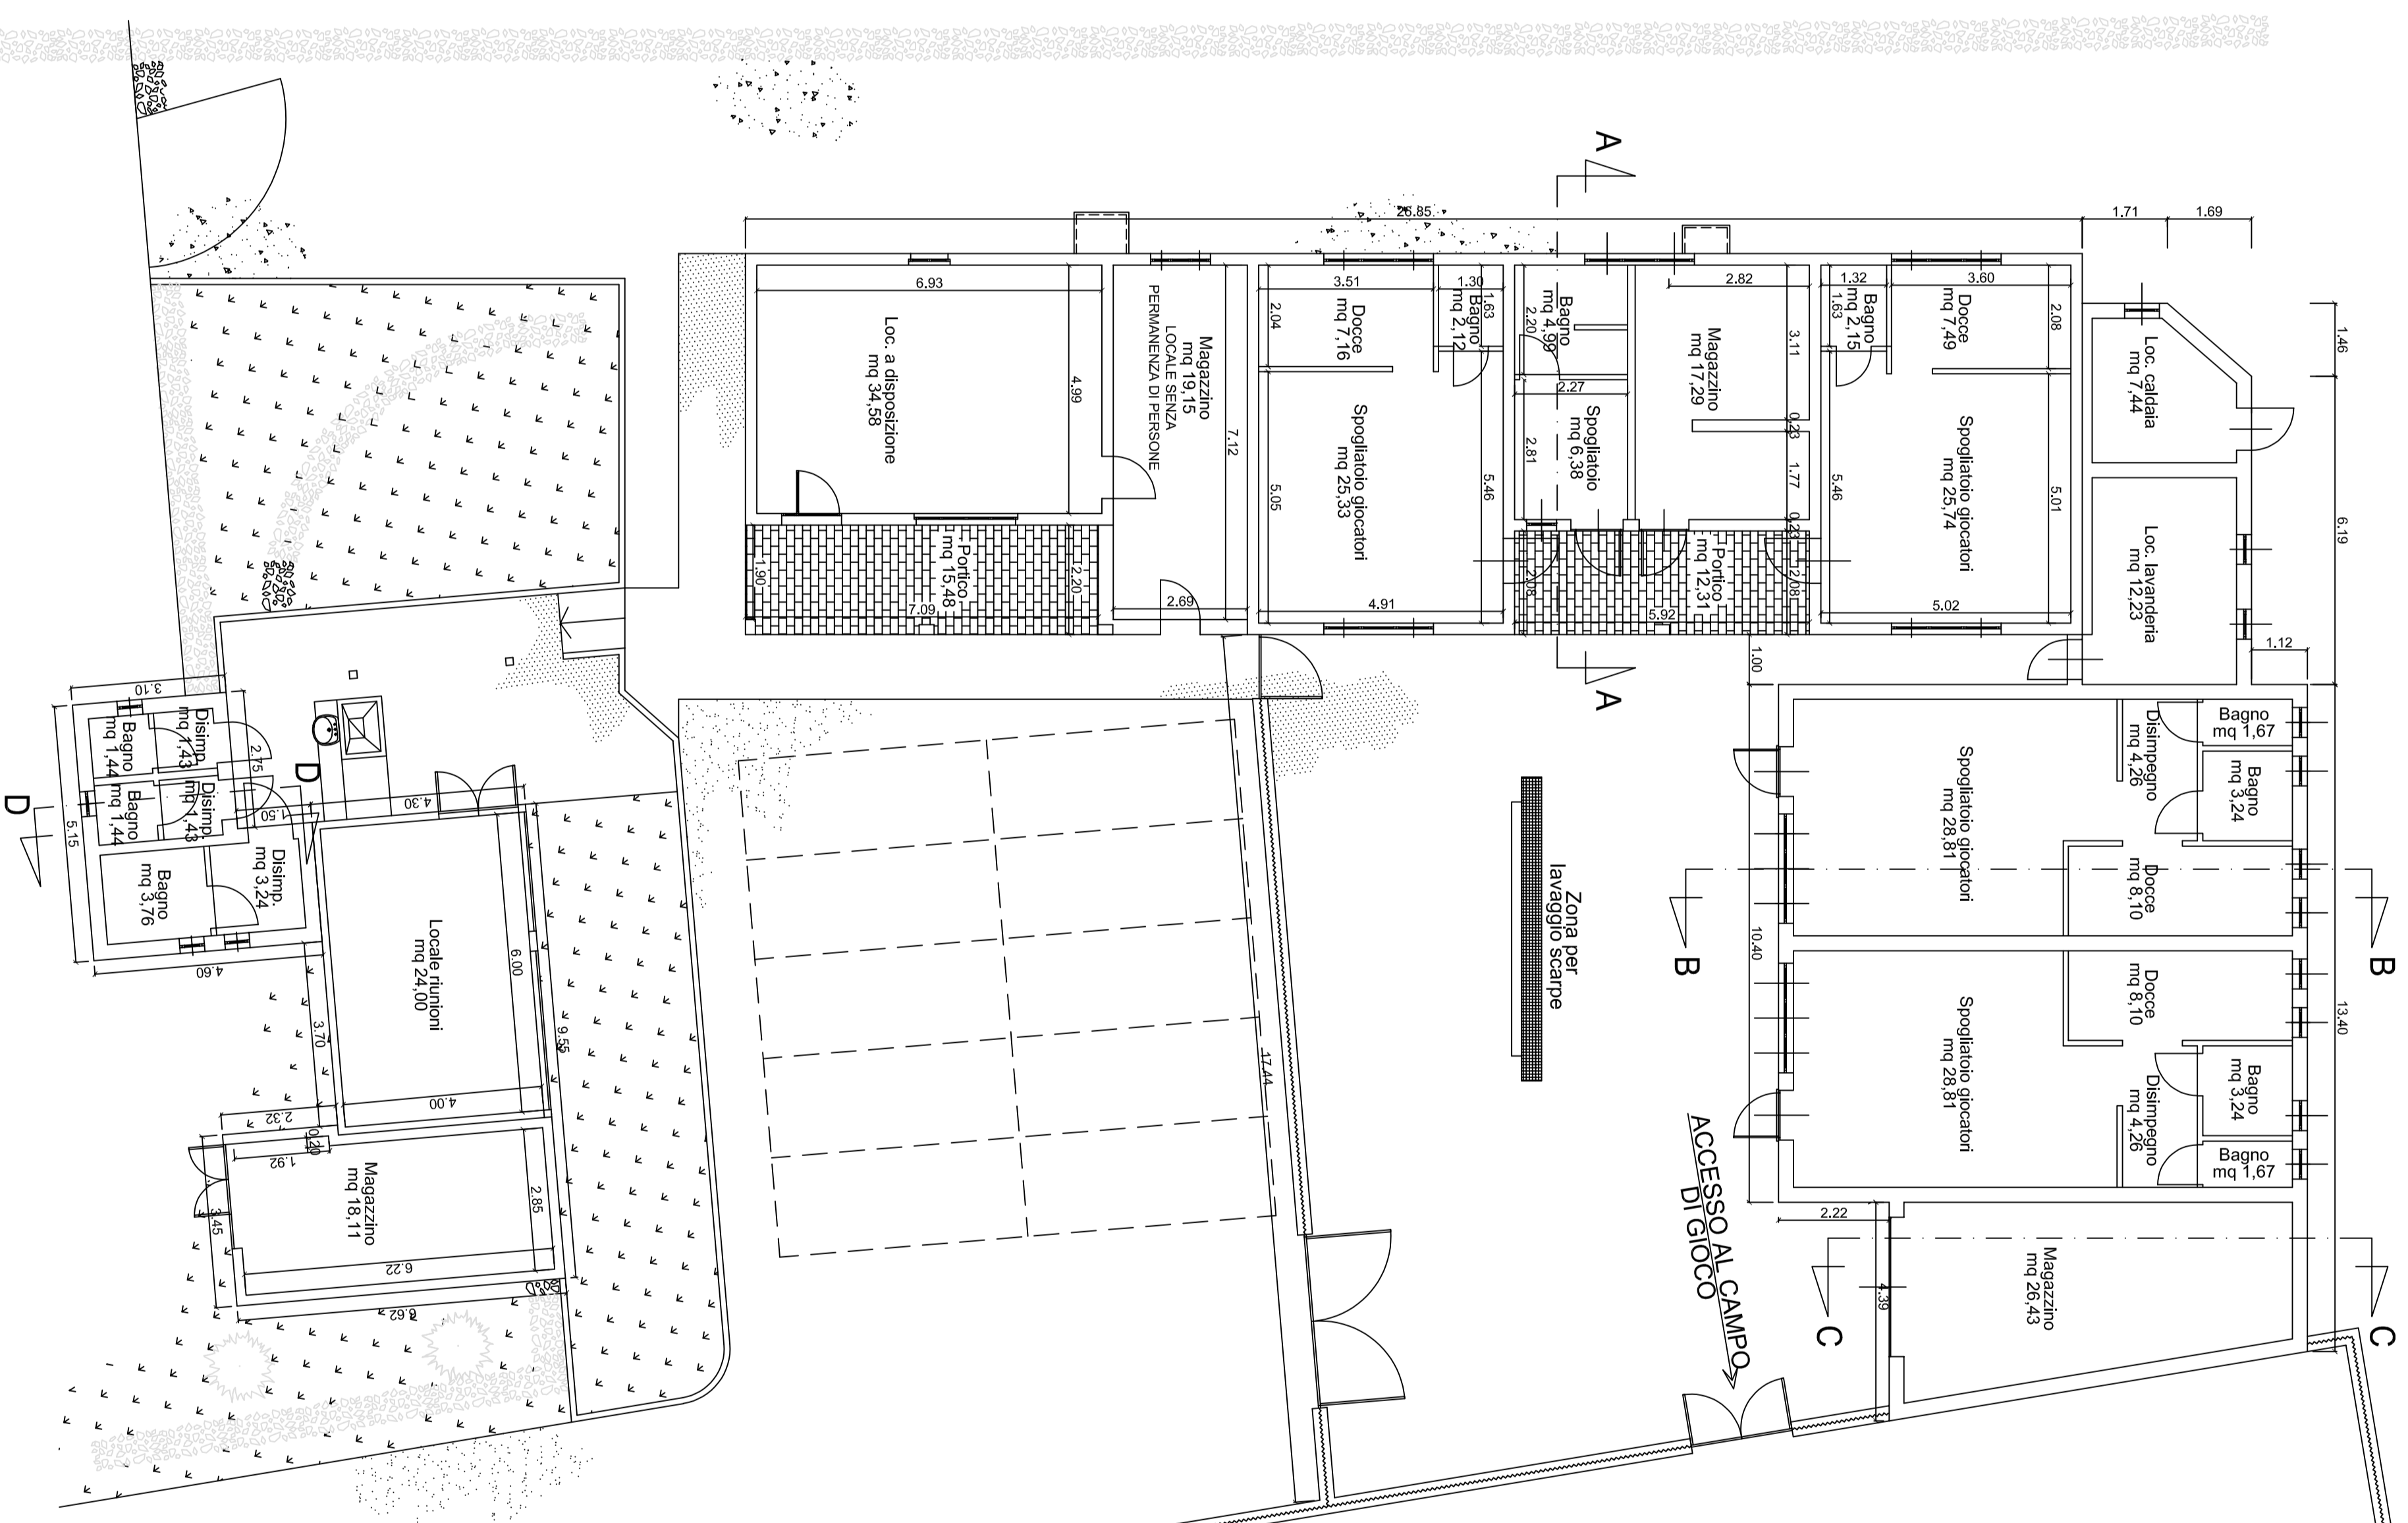 A
A
26.85
1.71
1.69
1.46
6.19
1.12
6.93
4.99
Loc. a disposizione
mq 34,58
Magazzino
mq 19,15
LOCALE SENZA
PERMANENZA DI PERSONE
7.12
2.69
Portico
mq 15,48
1.90
2.20
7.09
3.51
1.30
1.63
2.04
Docce
mq 7,16
Bagno
mq 2,12
Spogliatoio giocatori
mq 25,33
5.05
5.46
4.91
Bagno
mq 4,99
2.20
2.27
Spogliatoio
mq 6,38
2.81
2.82
3.11
Magazzino
mq 17,29
0.23
1.77
0.23
Portico
mq 12,31
2.08
2.08
5.92
1.32
3.60
1.63
2.08
Bagno
mq 2,15
Docce
mq 7,49
Spogliatoio giocatori
mq 25,74
5.46
5.01
5.02
Loc. caldaia
mq 7,44
Loc. lavanderia
mq 12,23
1.00
10.40
13.40
Bagno
mq 1,67
Disimpegno
mq 4,26
Bagno
mq 3,24
Spogliatoio giocatori
mq 28,81
Docce
mq 8,10
B
B
Docce
mq 8,10
Spogliatoio giocatori
mq 28,81
Bagno
mq 3,24
Disimpegno
mq 4,26
Bagno
mq 1,67
2.22
4.39
Magazzino
mq 26,43
C
C
Zona per
lavaggio scarpe
ACCESSO AL CAMPO
DI GIOCO
17.44
3.10
Disimp.
mq 1,43
Bagno
mq 1,44
2.75
Disimp.
mq 1,43
Bagno
mq 1,44
1.50
D
D
5.15
Disimp.
mq 3,24
Bagno
mq 3,76
4.60
4.30
Locale riunioni
mq 24,00
6.00
9.55
3.70
4.00
2.32
0.20
1.92
Magazzino
mq 18,11
2.85
3.45
6.22
6.62